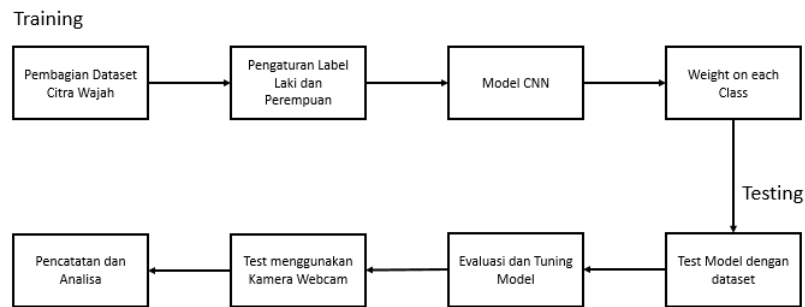 Training
Pembagian Dataset
Citra Wajah
Pengaturan Label
Laki dan
Perempuan
Model CNN
Weight on each
Class
Testing
Test Model dengan
dataset
Evaluasi dan Tuning
Model
Test menggunakan
Kamera Webcam
Pencatatan dan
Analisa